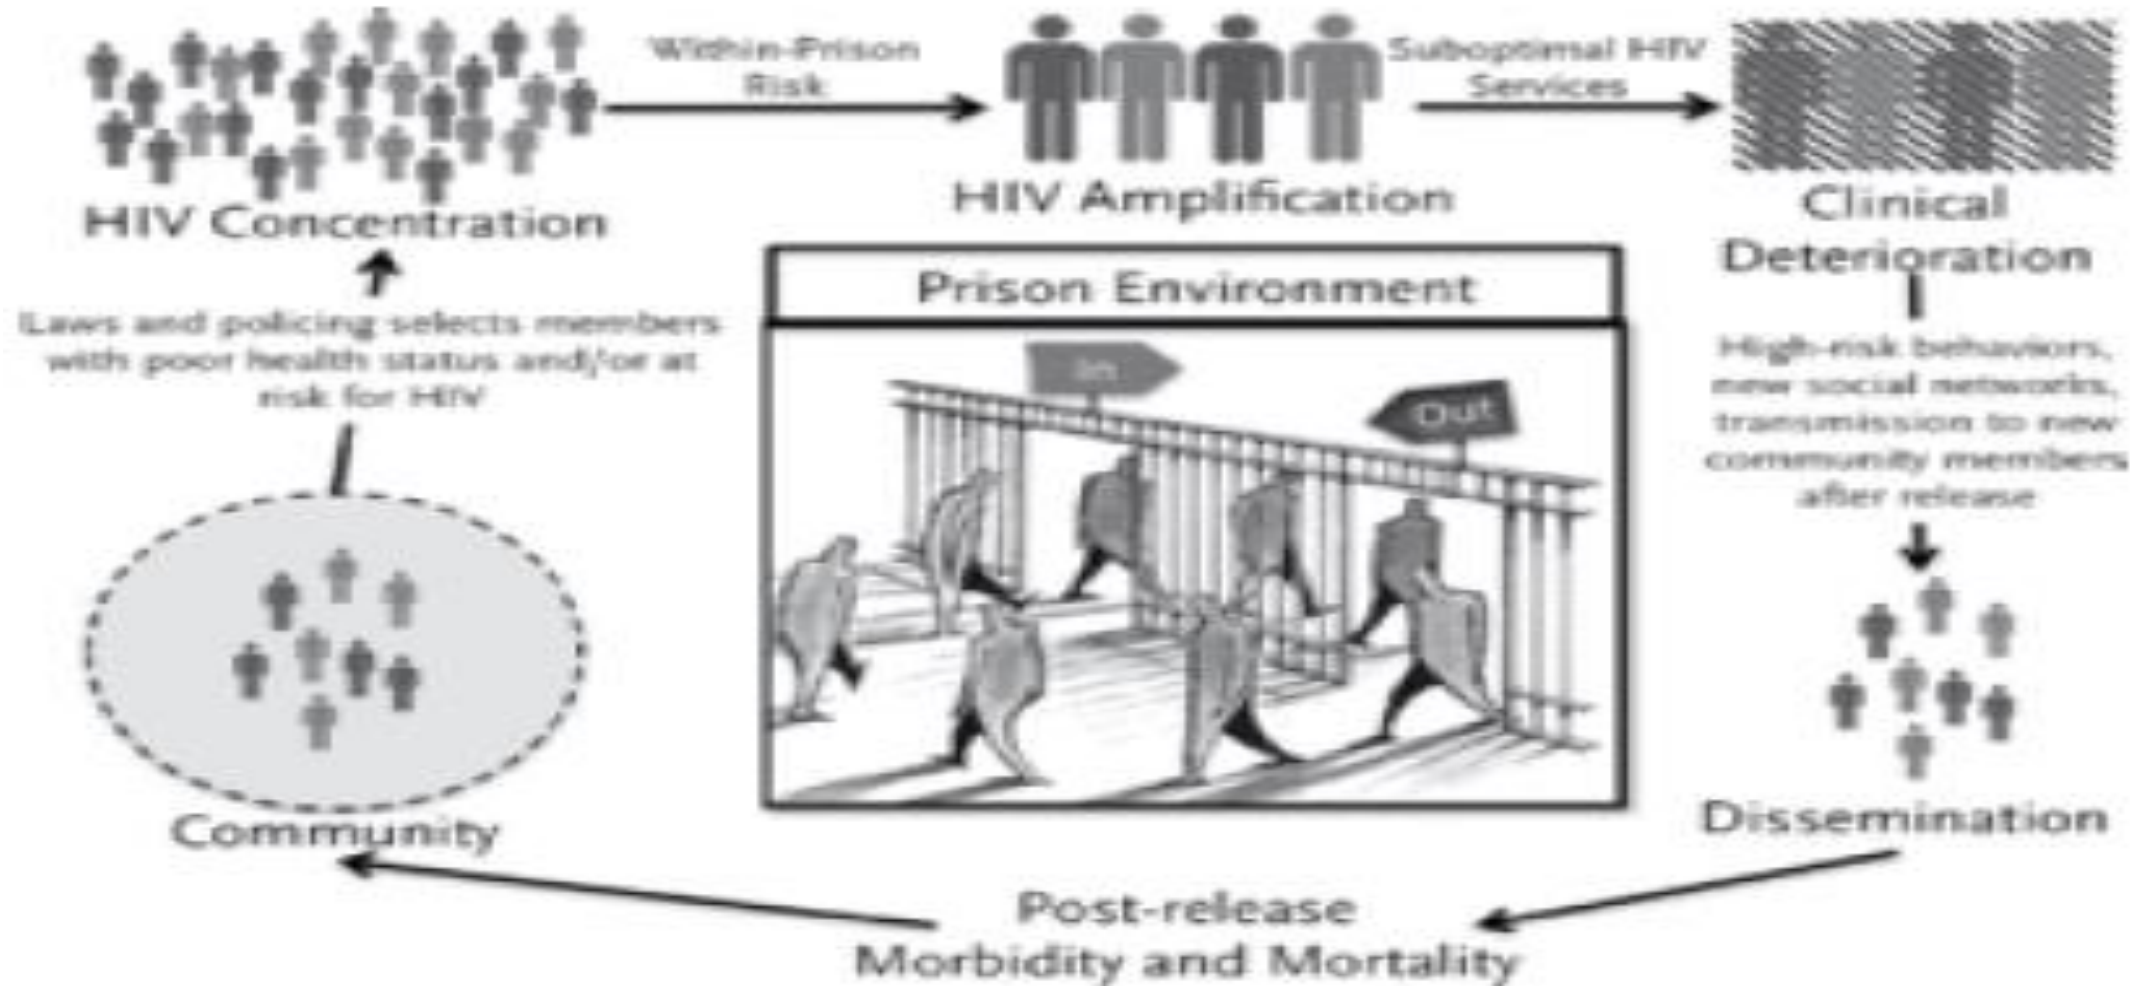 Within-Prison
Risk
Suboptimal HIV
Services
HIV Concentration
HIV Amplification
Clinical
Deterioration
Prison Environment
Laws and policing selects members
with poor health status and/or at
risk for HIV
In
Out
High-risk behaviors,
new social networks,
transmission to new
community members
after release
Community
Dissemination
Post-release
Morbidity and Mortality